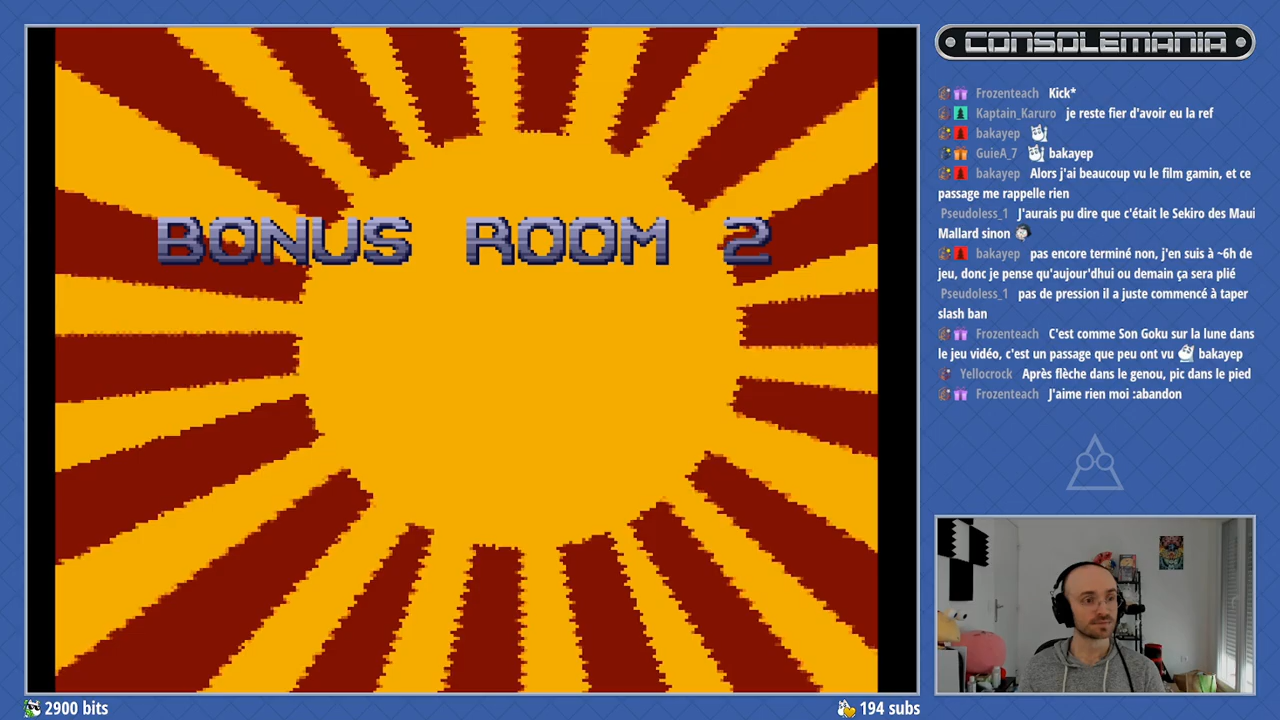 BONUS ROOM 2
CONSOLEMANIA
Frozenteach Kick*
Kaptain_Karuro je reste fier d'avoir eu la ref
bakayep
GuieA_7 bakayep
bakayep Alors j'ai beaucoup vu le film gamin, et ce
passage me rappelle rien
Pseudoless_1 J'aurais pu dire que c'était le Sekiro des Maui
Mallard sinon
bakayep pas encore terminé non, j'en suis à ~6h de
jeu, donc je pense qu'aujourd'hui ou demain ça sera plié
Pseudoless_1 pas de pression il a juste commencé à taper
slash ban
Frozenteach C'est comme Son Goku sur la lune dans
le jeu vidéo, c'est un passage que peu ont vu bakayep
Yellocrock Après flèche dans le genou, pic dans le pied
Frozenteach J'aime rien moi :abandon
2900 bits
194 subs